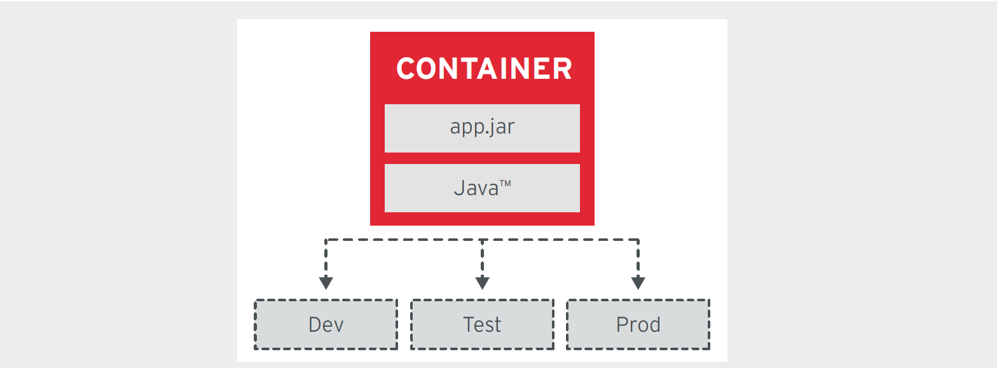 CONTAINER
app.jar
Java™
Dev
Test
Prod